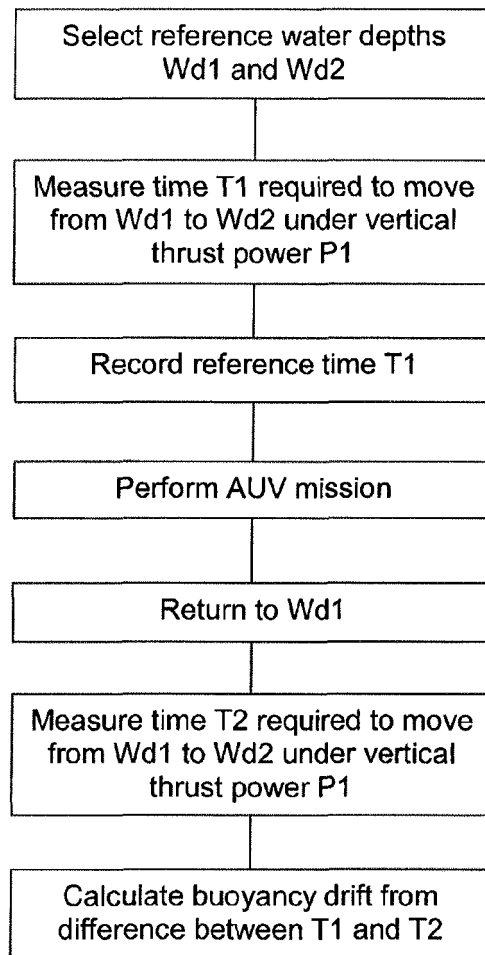 Select reference water depths
Wd1 and Wd2
Measure time T1 required to move
from Wd1 to Wd2 under vertical
thrust power P1
Record reference time T1
Perform AUV mission
Return to Wd1
Measure time T2 required to move
from Wd1 to Wd2 under vertical
thrust power P1
Calculate buoyancy drift from
difference between T1 and T2